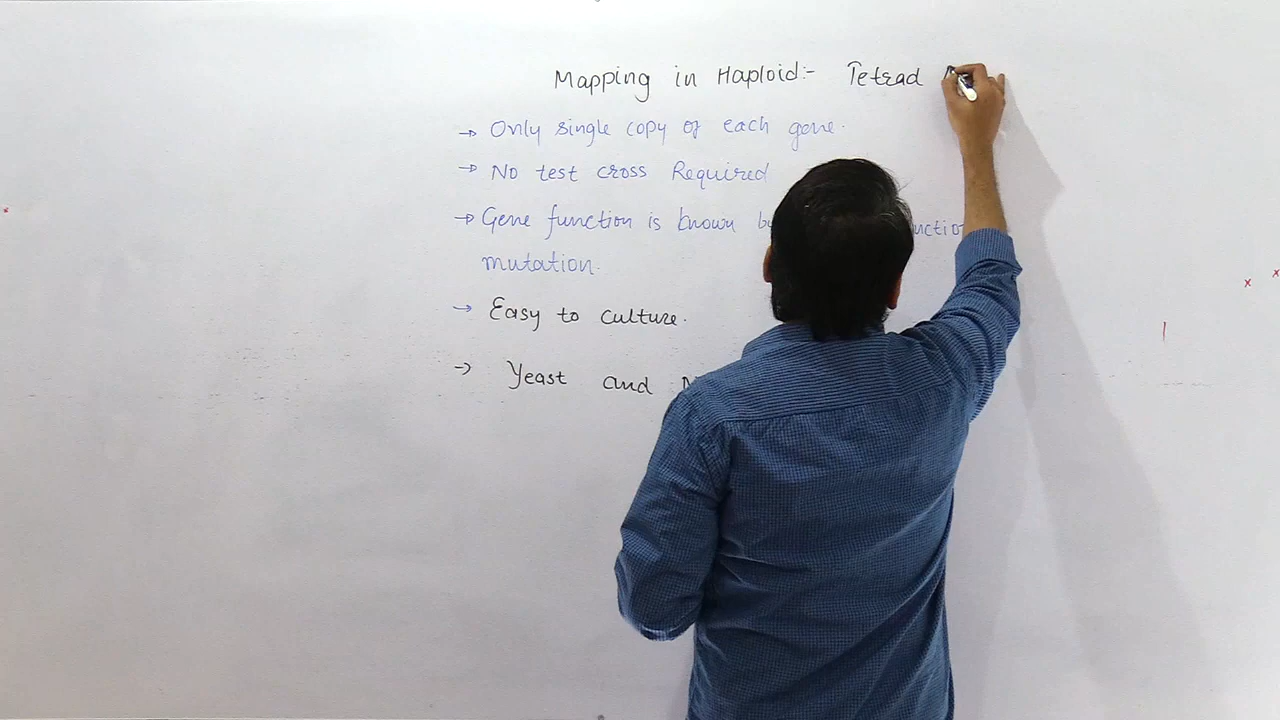 Mapping in Haploid:- Tetrad
→ Only single copy of each gene.
→ No test cross Required
→ Gene function is known
mutation.
→ Easy to culture.
→ Yeast and